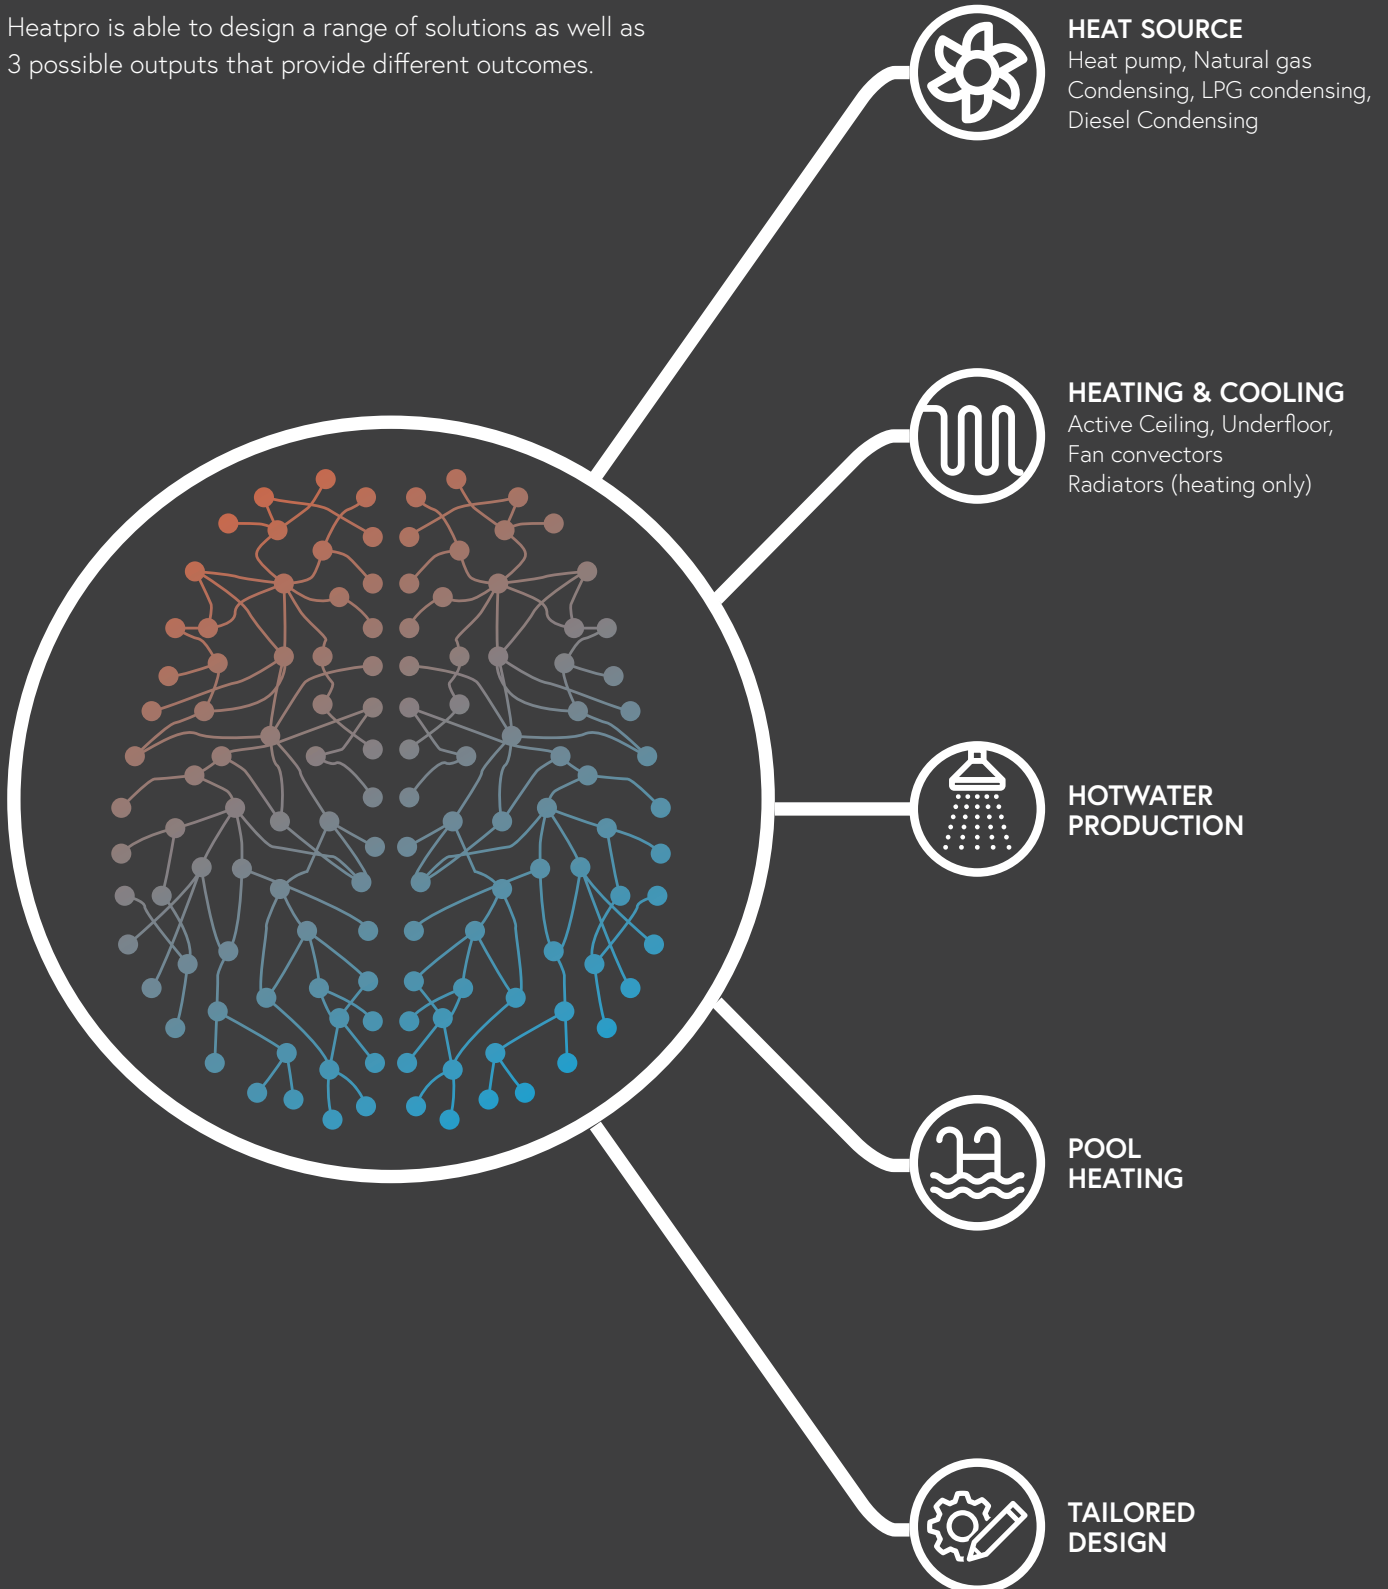 Heatpro is able to design a range of solutions as well as
3 possible outputs that provide different outcomes.
HEAT SOURCE
Heat pump, Natural gas
Condensing, LPG condensing,
Diesel Condensing
HEATING & COOLING
Active Ceiling, Underfloor,
Fan convectors
Radiators (heating only)
HOTWATER
PRODUCTION
POOL
HEATING
TAILORED
DESIGN